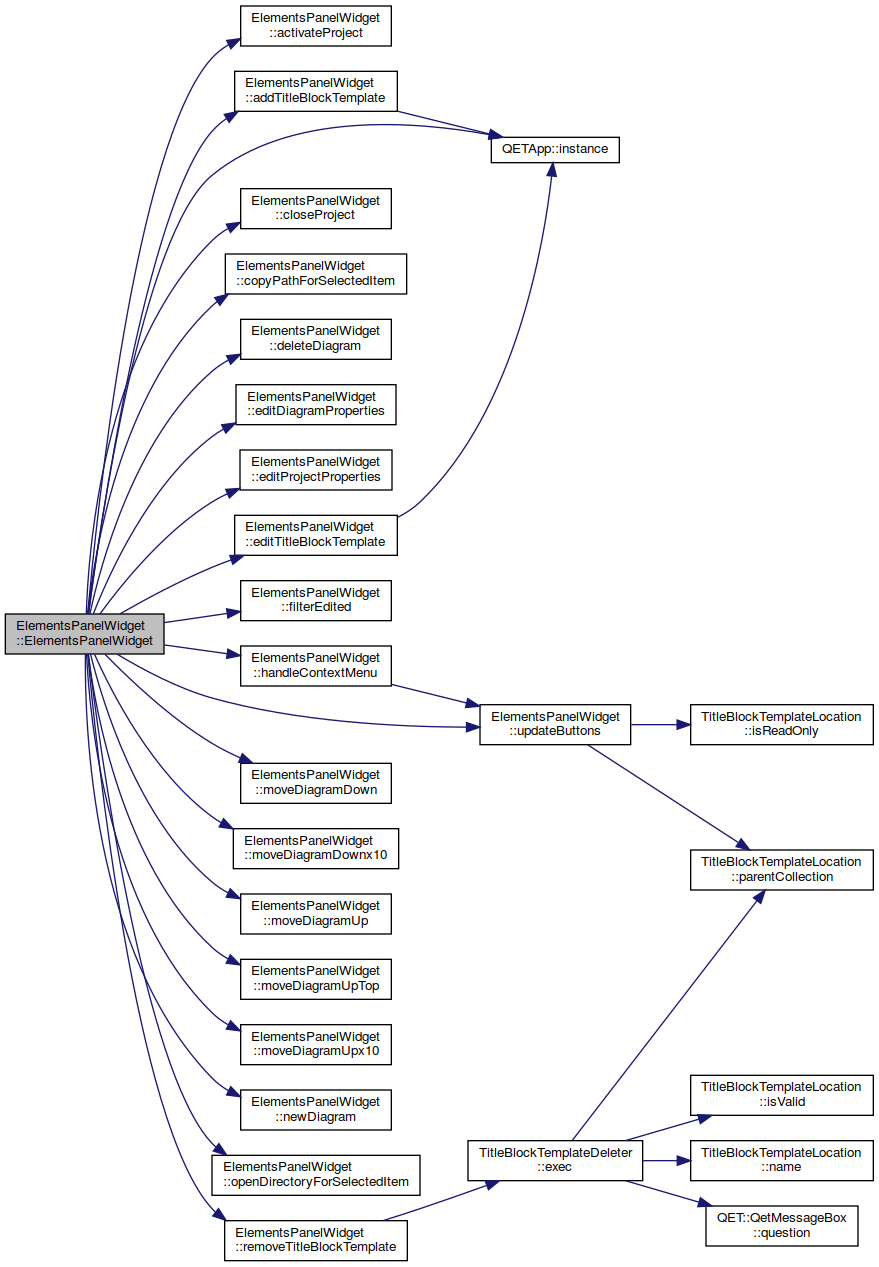 ElementsPanelWidget
::activateProject
ElementsPanelWidget
::addTitleBlockTemplate
QETApp::instance
ElementsPanelWidget
::closeProject
ElementsPanelWidget
::copyPathForSelectedItem
ElementsPanelWidget
::deleteDiagram
ElementsPanelWidget
::editDiagramProperties
ElementsPanelWidget
::editProjectProperties
ElementsPanelWidget
::editTitleBlockTemplate
ElementsPanelWidget
::filterEdited
ElementsPanelWidget
::ElementsPanelWidget
ElementsPanelWidget
::handleContextMenu
ElementsPanelWidget
::updateButtons
TitleBlockTemplateLocation
::isReadOnly
ElementsPanelWidget
::moveDiagramDown
ElementsPanelWidget
::moveDiagramDownx10
TitleBlockTemplateLocation
::parentCollection
ElementsPanelWidget
::moveDiagramUp
ElementsPanelWidget
::moveDiagramUpTop
ElementsPanelWidget
::moveDiagramUpx10
ElementsPanelWidget
::newDiagram
TitleBlockTemplateLocation
::isValid
ElementsPanelWidget
::openDirectoryForSelectedItem
TitleBlockTemplateDeleter
::exec
TitleBlockTemplateLocation
::name
ElementsPanelWidget
::removeTitleBlockTemplate
QET::QetMessageBox
::question